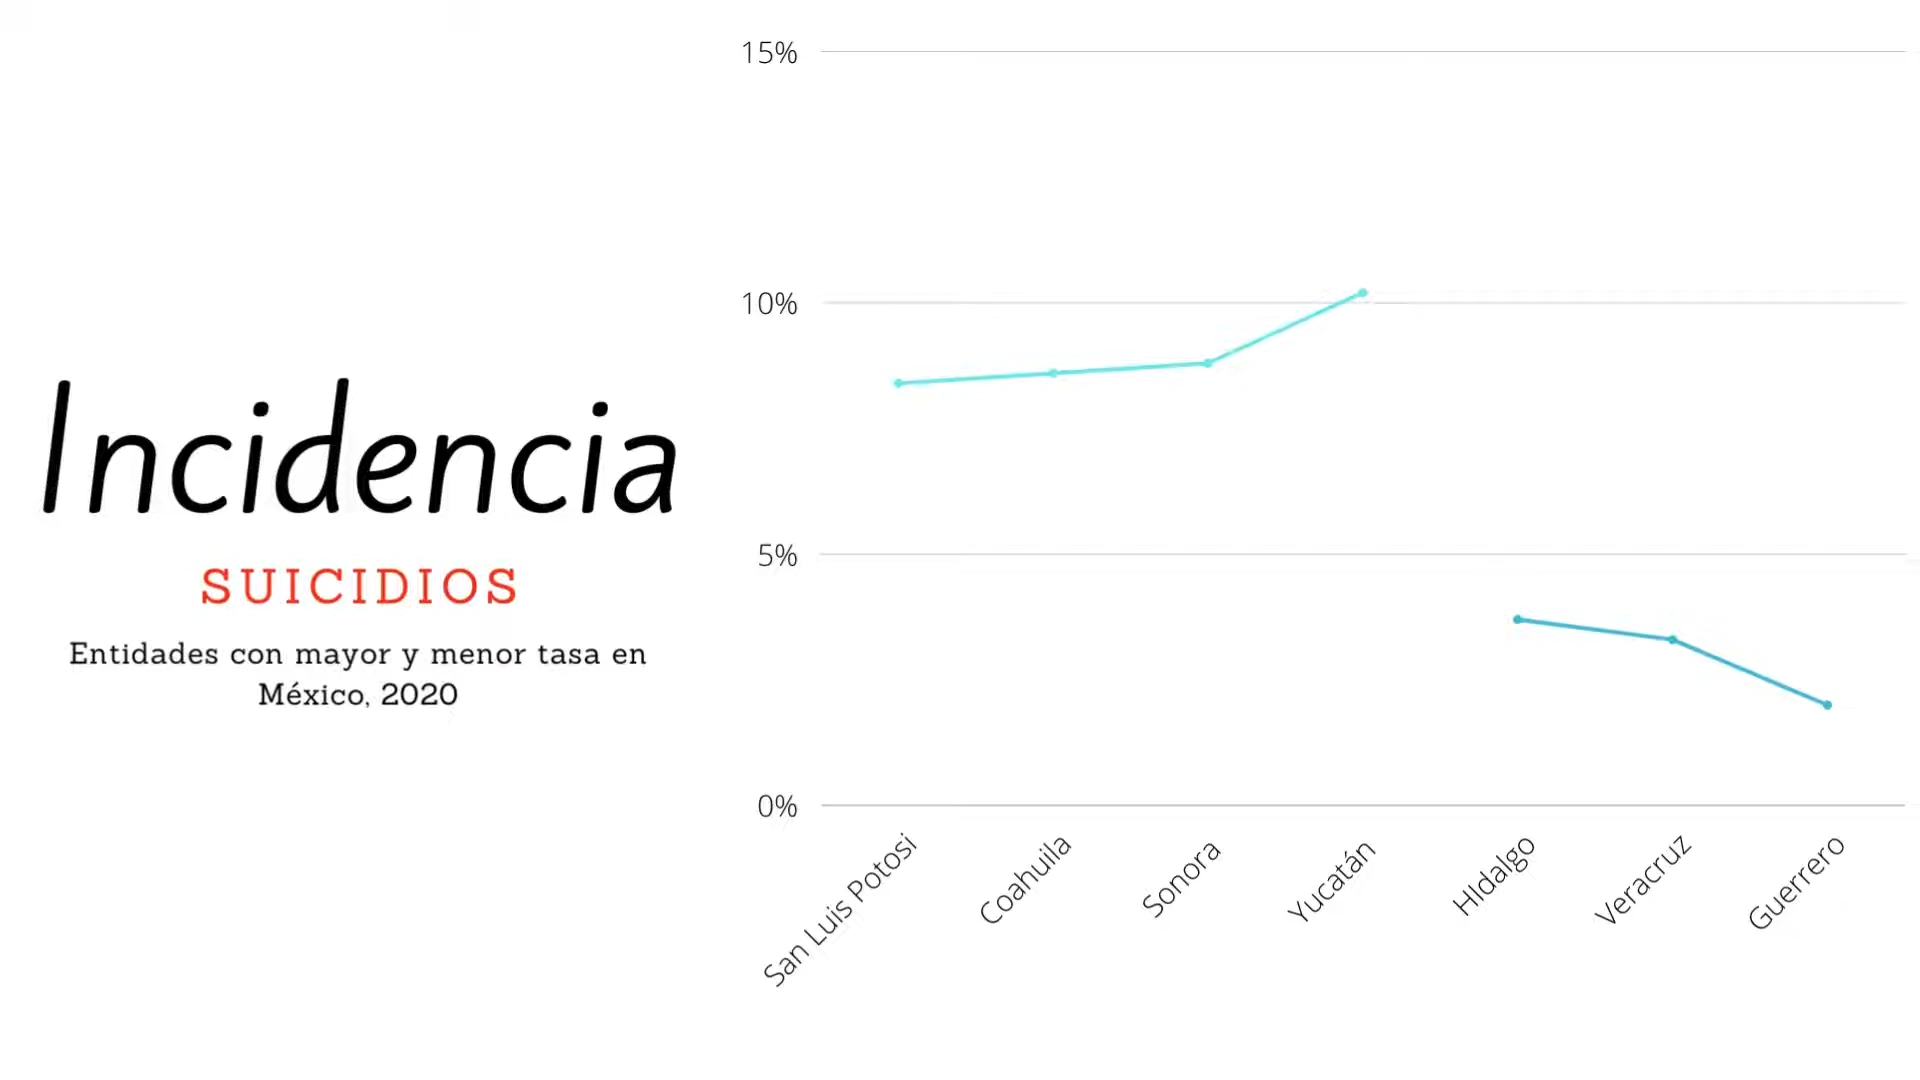 Incidencia
SUICIDIOS
Entidades con mayor y menor tasa en
México, 2020
15%
10%
5%
0%
San Luis Potosi
Coahuila
Sonora
Yucatán
HIdalgo
Veracruz
Guerrero